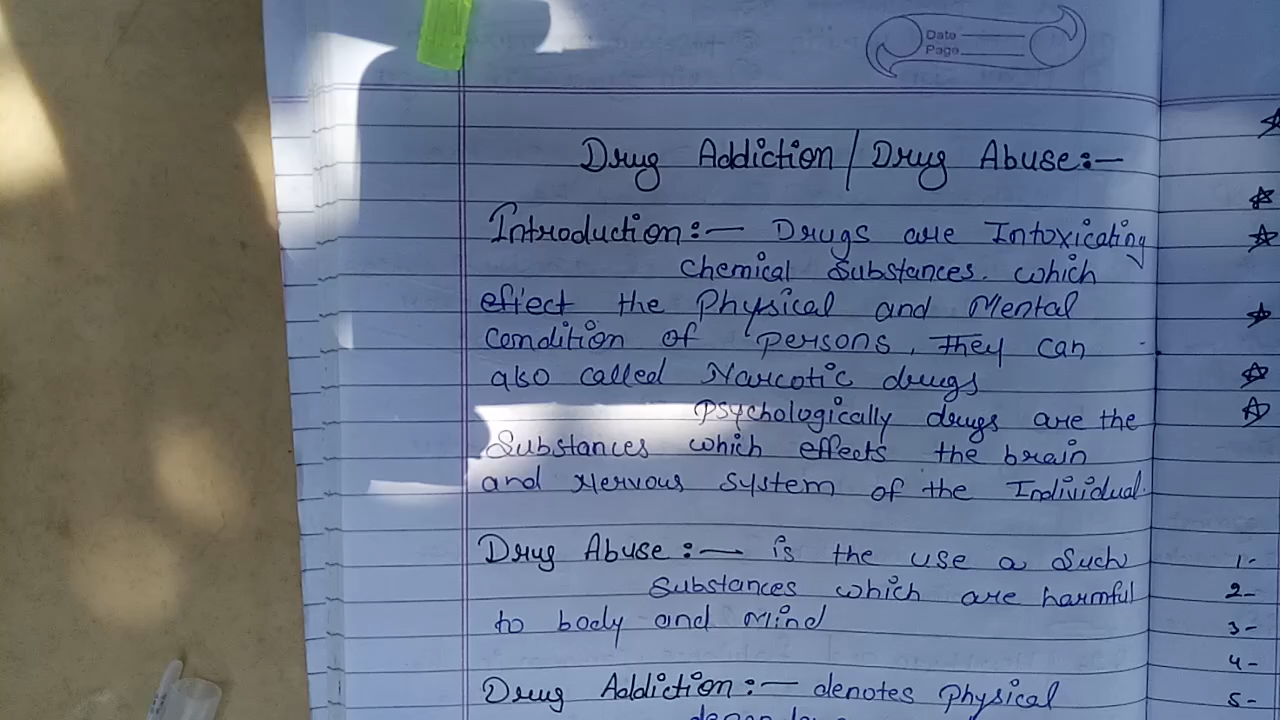 Date
Page
Drug Addiction / Drug Abuse:—
Introduction:— Drugs are Intoxicating
chemical substances. which
effect the Physical and Mental
condition of persons, They can
also called Narcotic drugs
Psychologically drugs are the
Substances which effects the brain
and Nervous System of the Individual.
Drug Abuse:— is the use a such
substances which are harmful
to body and Mind
Drug Addiction:— denotes Physical
1-
2-
3-
4-
5-